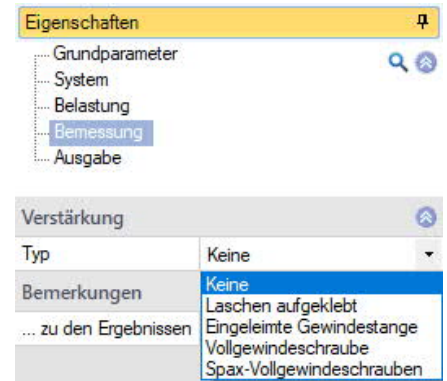 Eigenschaften
Grundparameter
System
Belastung
Bemessung
Ausgabe
Verstärkung
Typ Keine
Bemerkungen Keine
Laschen aufgeklebt
... zu den Ergebnissen Eingeleimte Gewindestange
Vollgewindeschraube
Spax-Vollgewindeschrauben